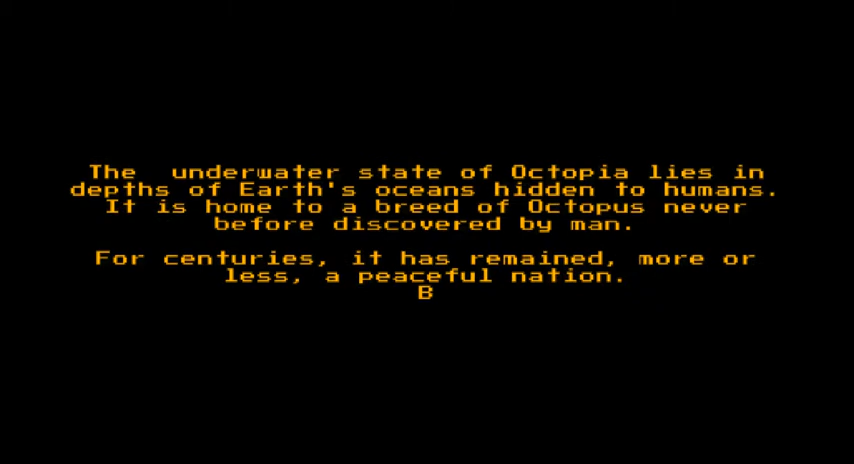 The  underwater state of Octopia lies in
depths of Earth's oceans hidden to humans.
It is home to a breed of Octopus never
before discovered by man.
For centuries, it has remained, more or
less, a peaceful nation.
B